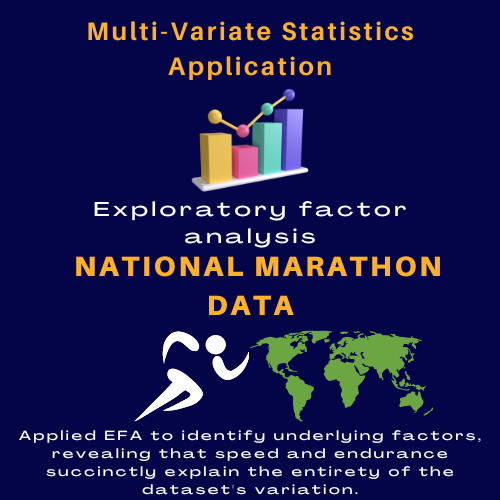 Multi-Variate Statistics
Application
Exploratory factor
analysis
NATIONAL MARATHON
DATA
Applied EFA to identify underlying factors,
revealing that speed and endurance
succinctly explain the entirety of the
dataset's variation.